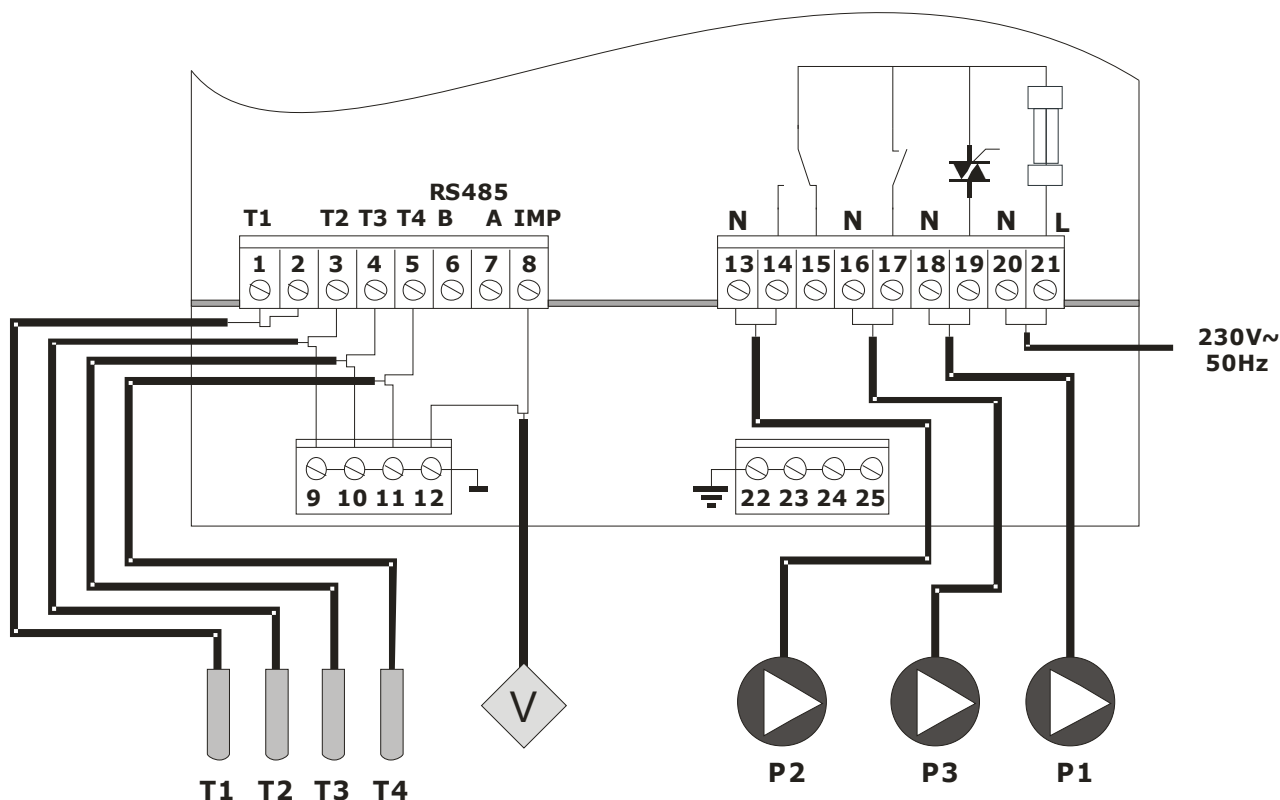 RS485
T1 T2 T3 T4 B A IMP
1 2 3 4 5 6 7 8
N N N N L
13 14 15 16 17 18 19 20 21
230V~
50Hz
9 10 11 12
22 23 24 25
V
T1 T2 T3 T4
P2 P3 P1